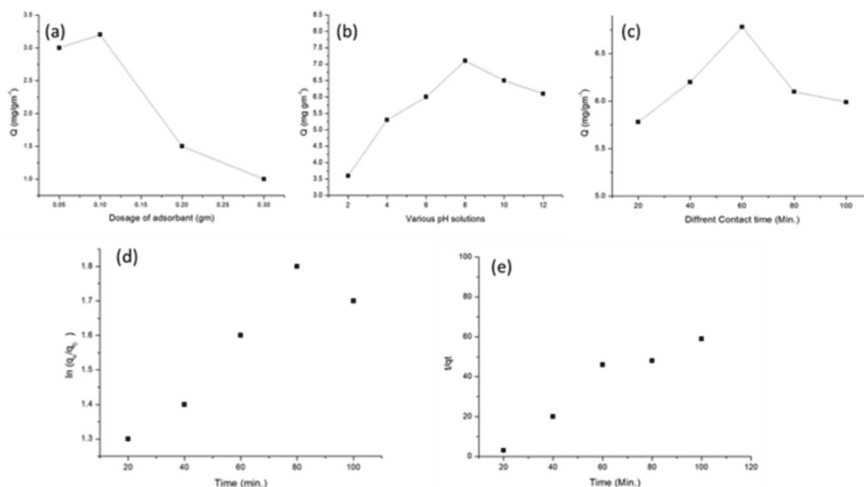 (a)
Q (mg/gm⁻¹)
3.5
3.0
2.5
2.0
1.5
1.0
0.05 0.10 0.15 0.20 0.25 0.30
Dosage of adsorbant (gm)
(b)
Q (mg gm⁻¹)
8.5
8.0
7.5
7.0
6.5
6.0
5.5
5.0
4.5
4.0
3.5
3.0
2 4 6 8 10 12
Various pH solutions
(c)
Q (mg/gm⁻¹)
6.5
6.0
5.5
5.0
20 40 60 80 100
Diffrent Contact time (Min.)
(d)
1.8
1.7
1.6
1.5
1.4
1.3
20 40 60 80 100
Time (min.)
(e)
t/qt
100
80
60
40
20
0
20 40 60 80 100 120
Time (Min.)